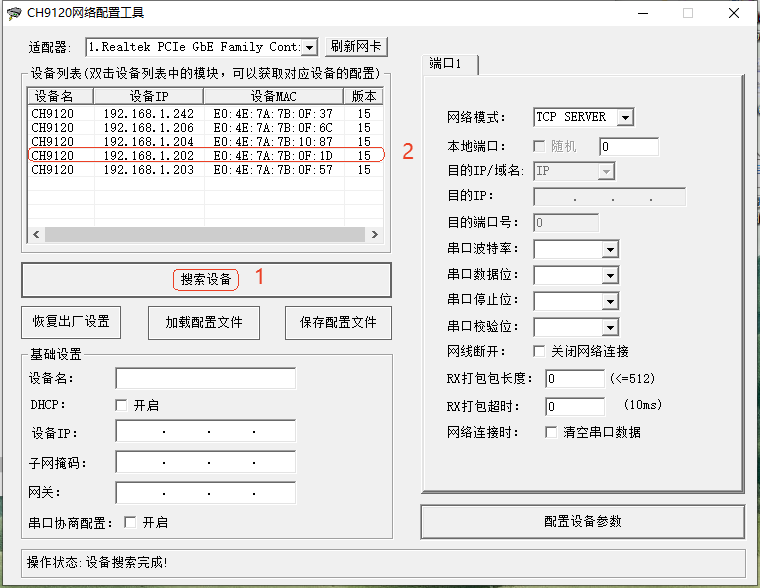 CH9120网络配置工具
适配器: 1.Realtek PCIe GbE Family Cont: 刷新网卡
设备列表(双击设备列表中的模块，可以获取对应设备的配置)
设备名 设备IP 设备MAC 版本
CH9120 192.168.1.242 E0:4E:7A:7B:0F:37 15
CH9120 192.168.1.206 E0:4E:7A:7B:0F:6C 15
CH9120 192.168.1.204 E0:4E:7A:7B:10:87 15
CH9120 192.168.1.202 E0:4E:7A:7B:0F:1D 15
CH9120 192.168.1.203 E0:4E:7A:7B:0F:57 15
2
搜索设备 1
恢复出厂设置 加载配置文件 保存配置文件
基础设置
设备名:
DHCP: 开启
设备IP:
子网掩码:
网关:
串口协商配置: 开启
端口1
网络模式: TCP SERVER
本地端口: 随机 0
目的IP/域名: IP
目的IP:
目的端口号: 0
串口波特率:
串口数据位:
串口停止位:
串口校验位:
网线断开: 关闭网络连接
RX打包包长度: 0 (<=512)
RX打包超时: 0 (10ms)
网络连接时: 清空串口数据
配置设备参数
操作状态:设备搜索完成!